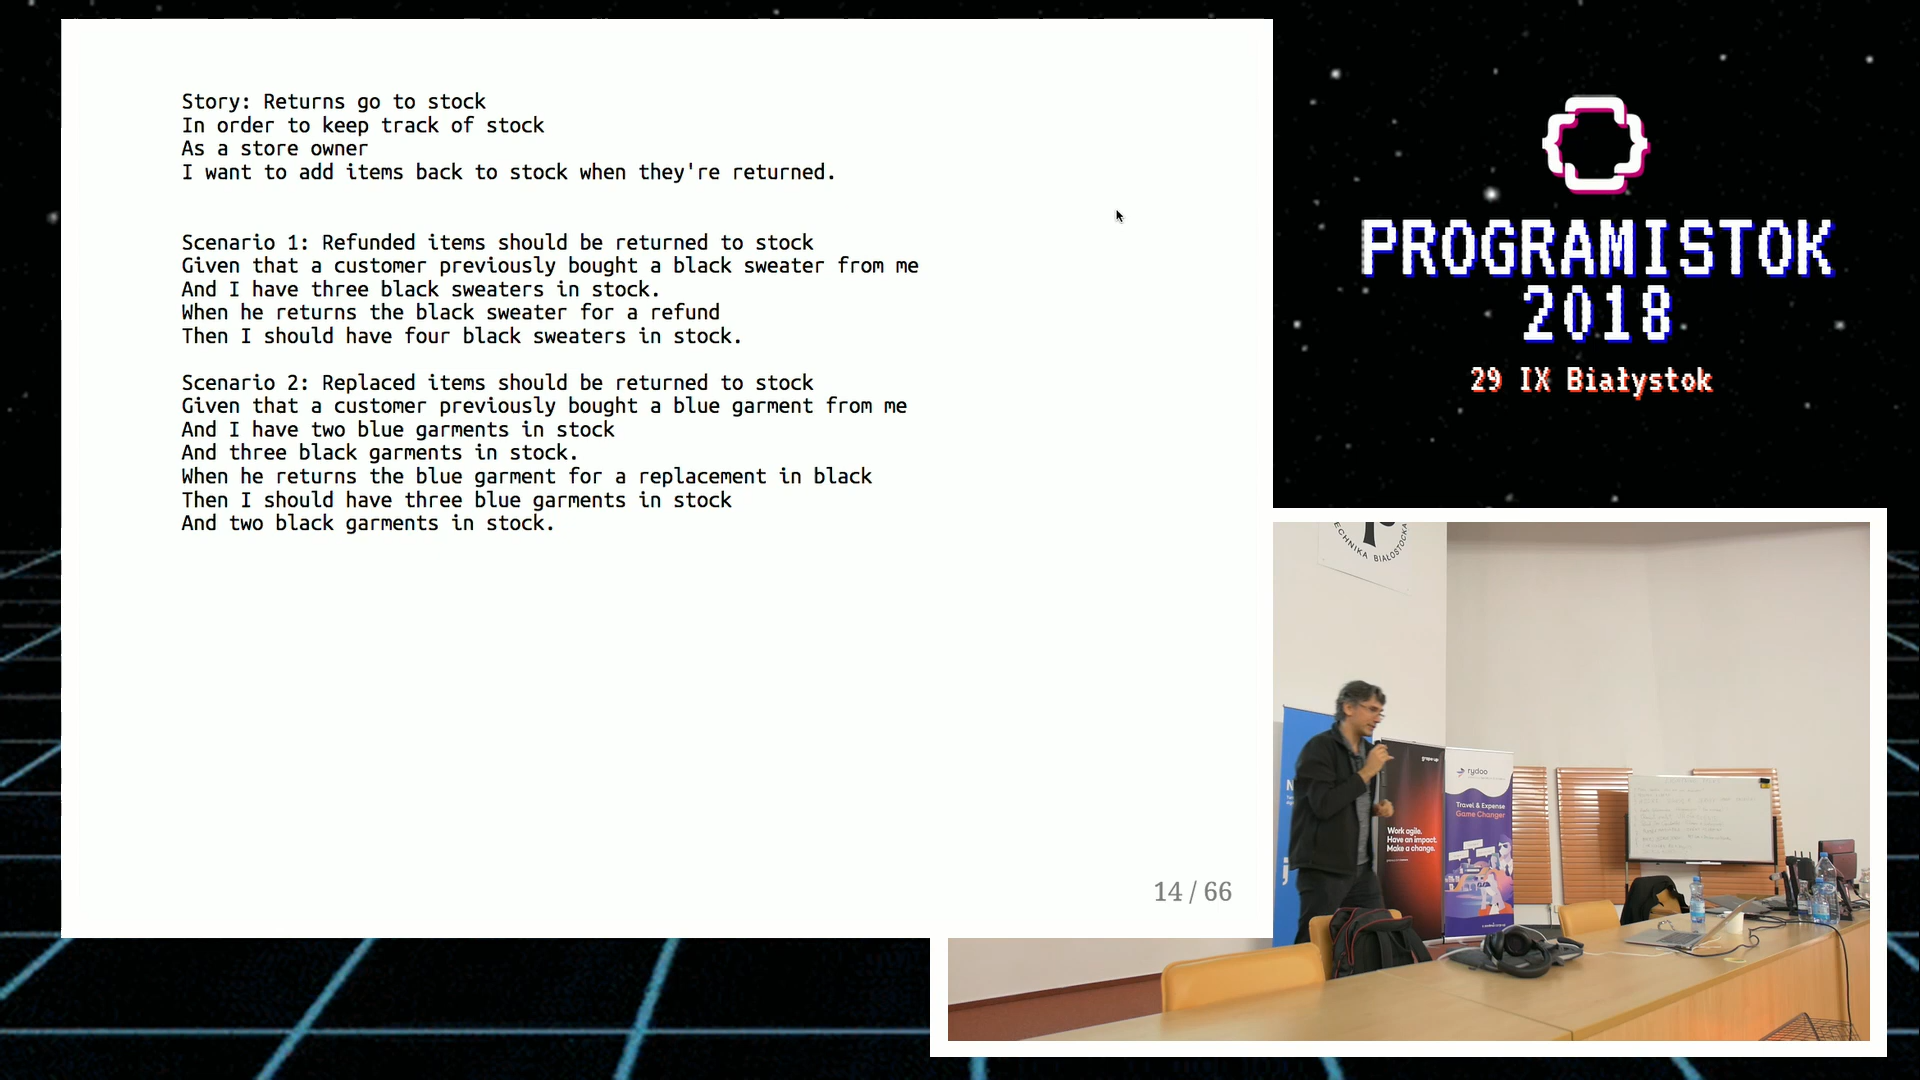 Story: Returns go to stock
In order to keep track of stock
As a store owner
I want to add items back to stock when they're returned.
Scenario 1: Refunded items should be returned to stock
Given that a customer previously bought a black sweater from me
And I have three black sweaters in stock.
When he returns the black sweater for a refund
Then I should have four black sweaters in stock.
Scenario 2: Replaced items should be returned to stock
Given that a customer previously bought a blue garment from me
And I have two blue garments in stock
And three black garments in stock.
When he returns the blue garment for a replacement in black
Then I should have three blue garments in stock
And two black garments in stock.
14 / 66
PROGRAMISTOK
2018
29 IX Białystok
ECHNIKA BIAŁOSTOCKA
grape up
Work agile.
Have an impact.
Make a change.
rydoo
Travel & Expense
Game Changer